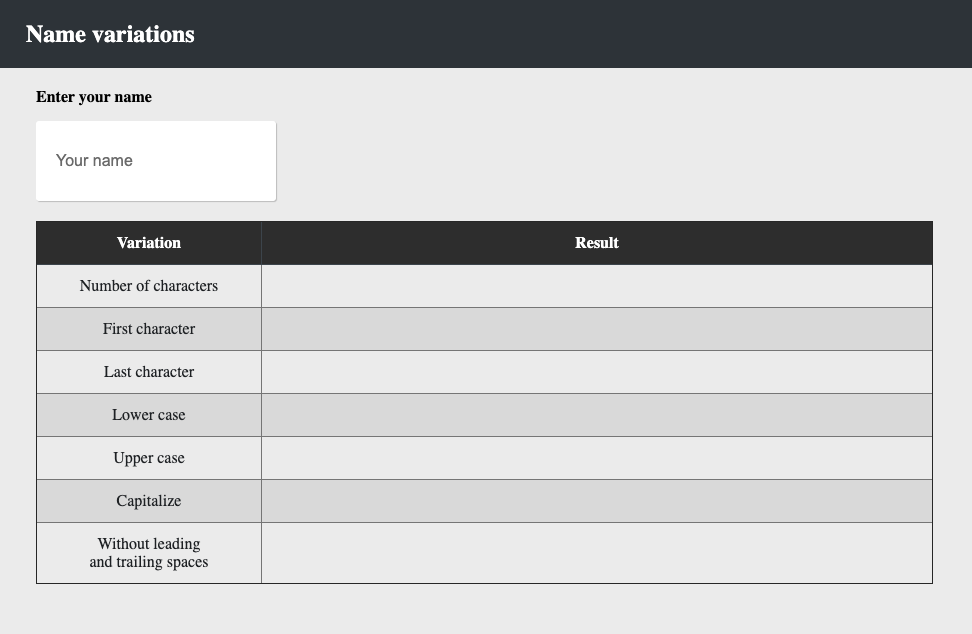 Name variations
Enter your name
Your name
Variation Result
Number of characters
First character
Last character
Lower case
Upper case
Capitalize
Without leading
and trailing spaces